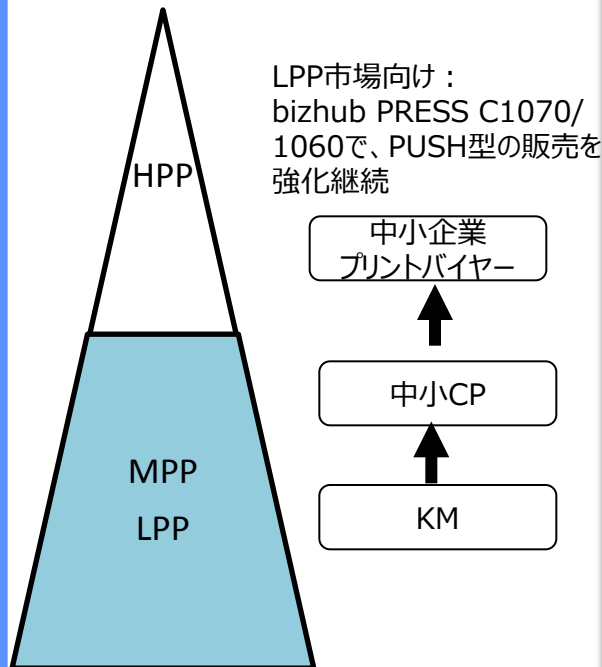 LPP市場向け：
bizhub PRESS C1070/
1060で、PUSH型の販売を
強化継続
HPP
中小企業
プリントバイヤー
中小CP
MPP
LPP
KM